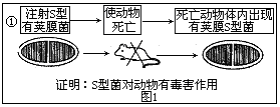 ① 注射S型
有荚膜菌
使动物
死亡
死亡动物体内出现
有荚膜S型菌
证明：S型菌对动物有毒害作用
图1